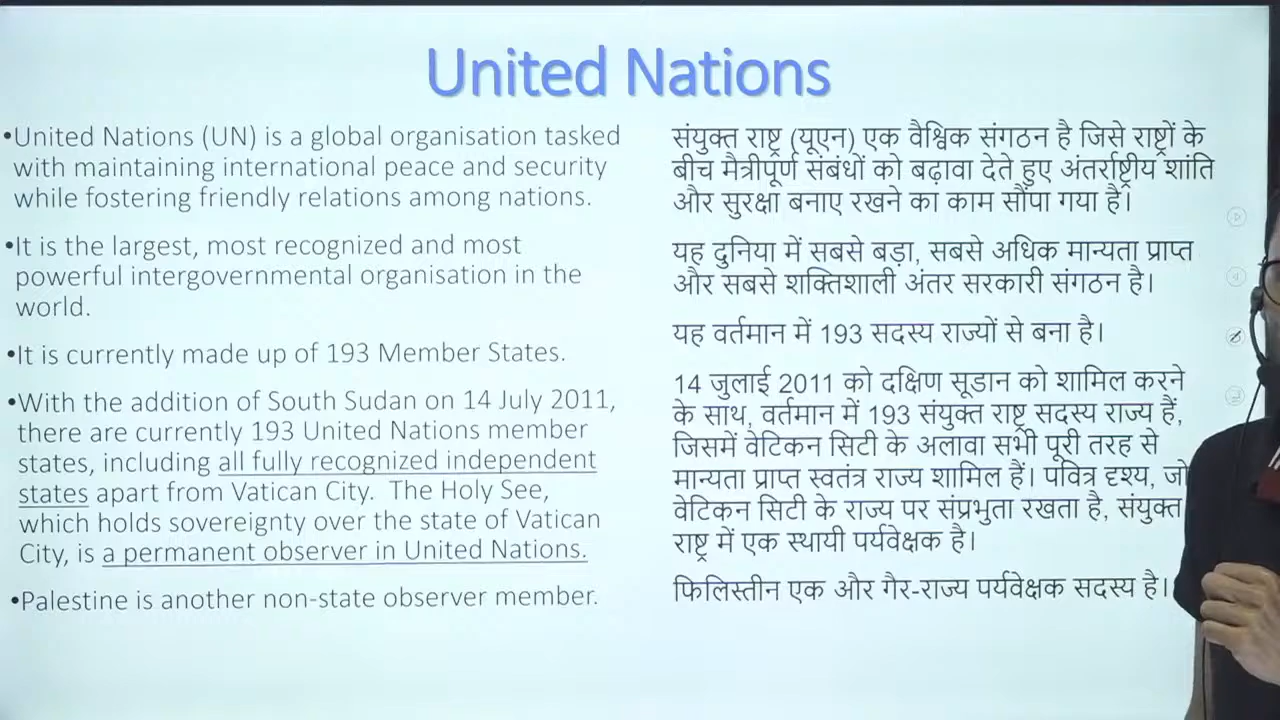 United Nations
•United Nations (UN) is a global organisation tasked
with maintaining international peace and security
while fostering friendly relations among nations.
•It is the largest, most recognized and most
powerful intergovernmental organisation in the
world.
•It is currently made up of 193 Member States.
•With the addition of South Sudan on 14 July 2011,
there are currently 193 United Nations member
states, including all fully recognized independent
states apart from Vatican City. The Holy See,
which holds sovereignty over the state of Vatican
City, is a permanent observer in United Nations.
•Palestine is another non-state observer member.
संयुक्त राष्ट्र (यूएन) एक वैश्विक संगठन है जिसे राष्ट्रों के
बीच मैत्रीपूर्ण संबंधों को बढ़ावा देते हुए अंतर्राष्ट्रीय शांति
और सुरक्षा बनाए रखने का काम सौंपा गया है।
यह दुनिया में सबसे बड़ा, सबसे अधिक मान्यता प्राप्त
और सबसे शक्तिशाली अंतर सरकारी संगठन है।
यह वर्तमान में 193 सदस्य राज्यों से बना है।
14 जुलाई 2011 को दक्षिण सूडान को शामिल करने
के साथ, वर्तमान में 193 संयुक्त राष्ट्र सदस्य राज्य हैं,
जिसमें वेटिकन सिटी के अलावा सभी पूरी तरह से
मान्यता प्राप्त स्वतंत्र राज्य शामिल हैं। पवित्र दृश्य, जो
वेटिकन सिटी के राज्य पर संप्रभुता रखता है, संयुक्त
राष्ट्र में एक स्थायी पर्यवेक्षक है।
फिलिस्तीन एक और गैर-राज्य पर्यवेक्षक सदस्य है।